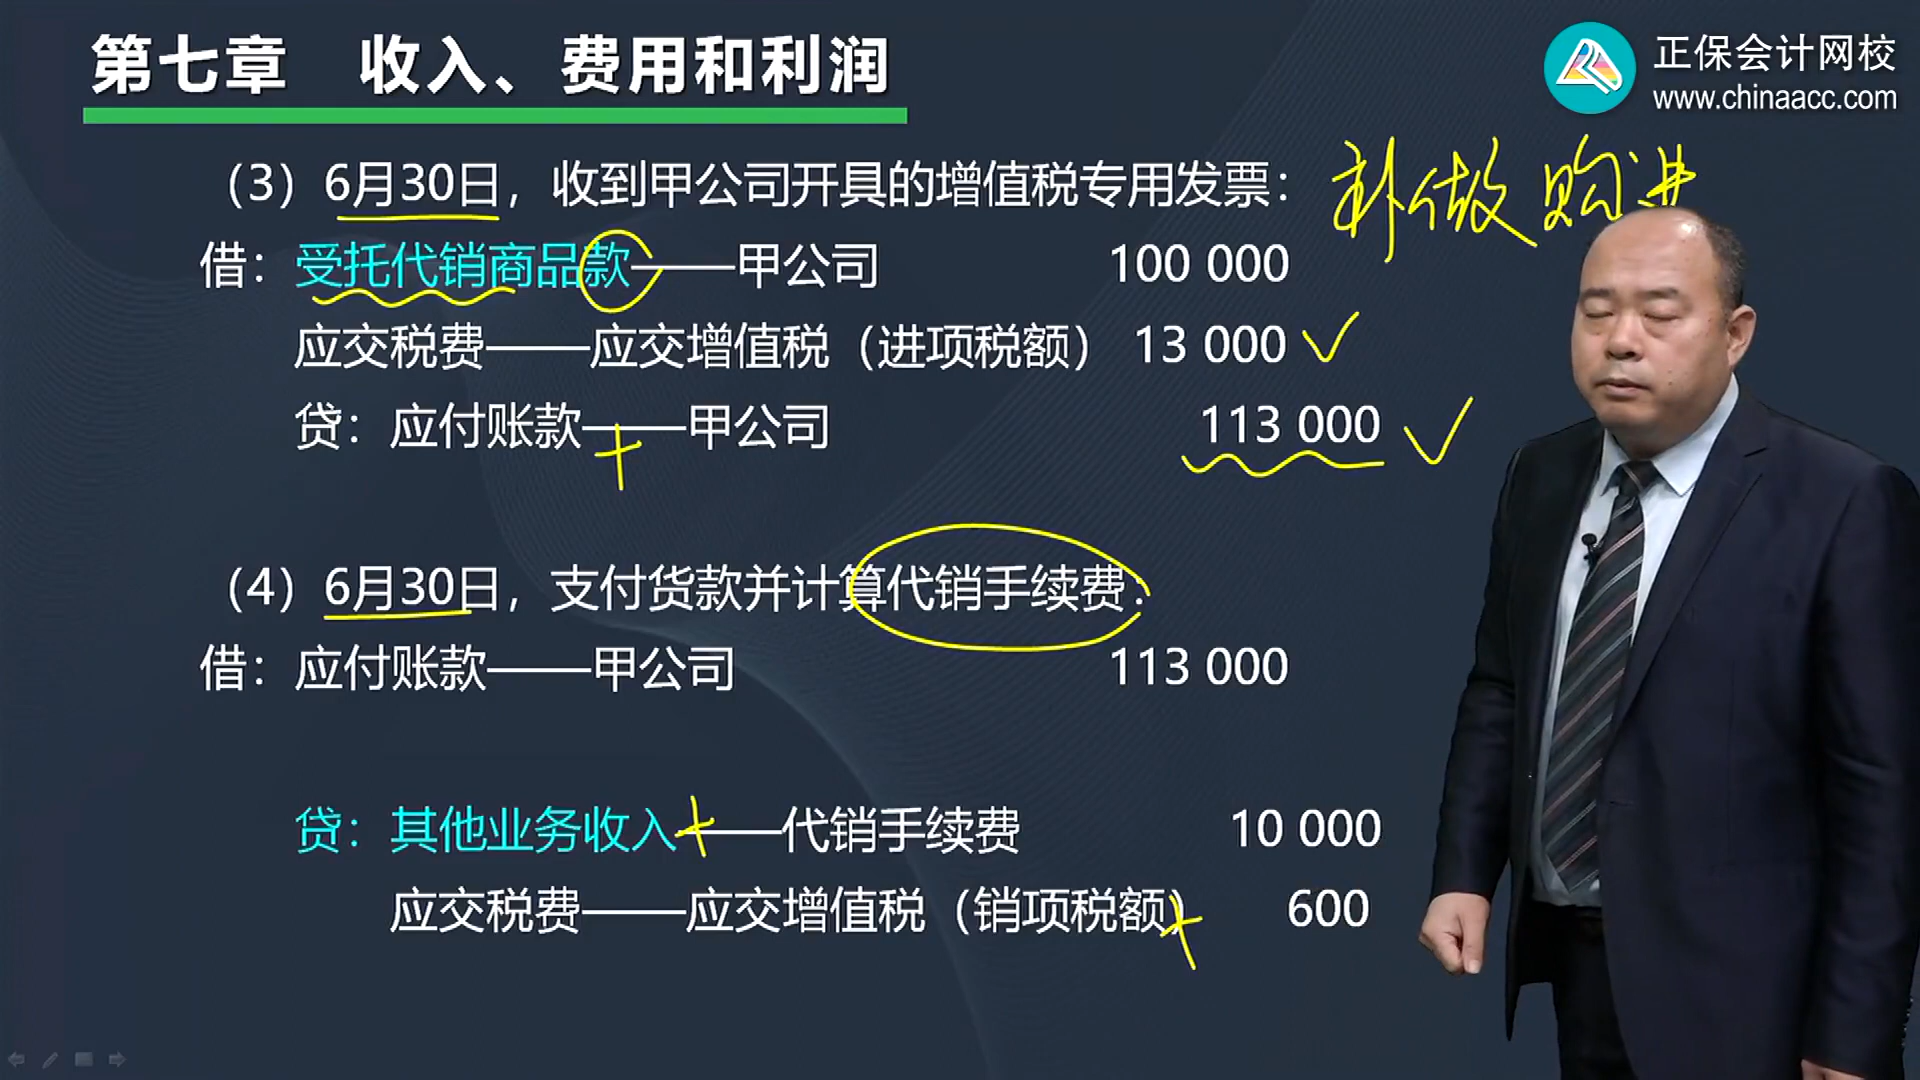 第七章 收入、费用和利润
正保会计网校
www.chinaacc.com
（3）6月30日，收到甲公司开具的增值税专用发票：
补做购进
借：受托代销商品款——甲公司 100 000
应交税费——应交增值税（进项税额） 13 000
贷：应付账款——甲公司 113 000
（4）6月30日，支付货款并计算代销手续费：
借：应付账款——甲公司 113 000
贷：其他业务收入——代销手续费 10 000
应交税费——应交增值税（销项税额） 600